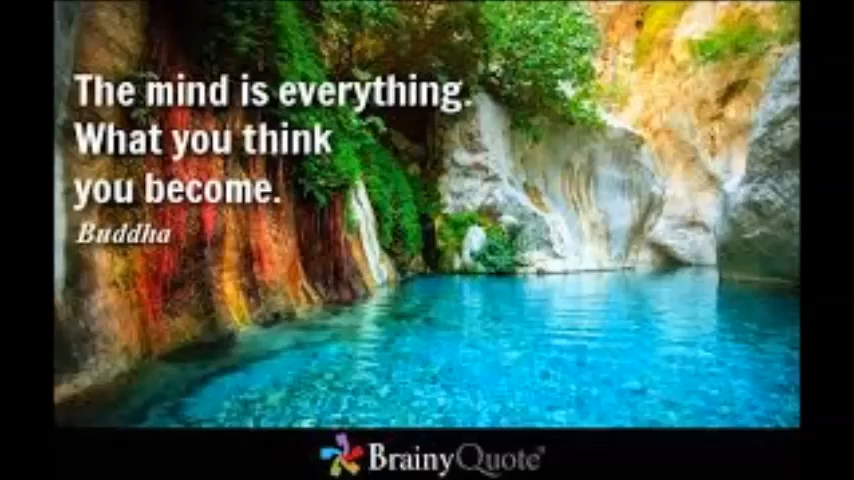 The mind is everything.
What you think
you become.
Buddha
BrainyQuote®